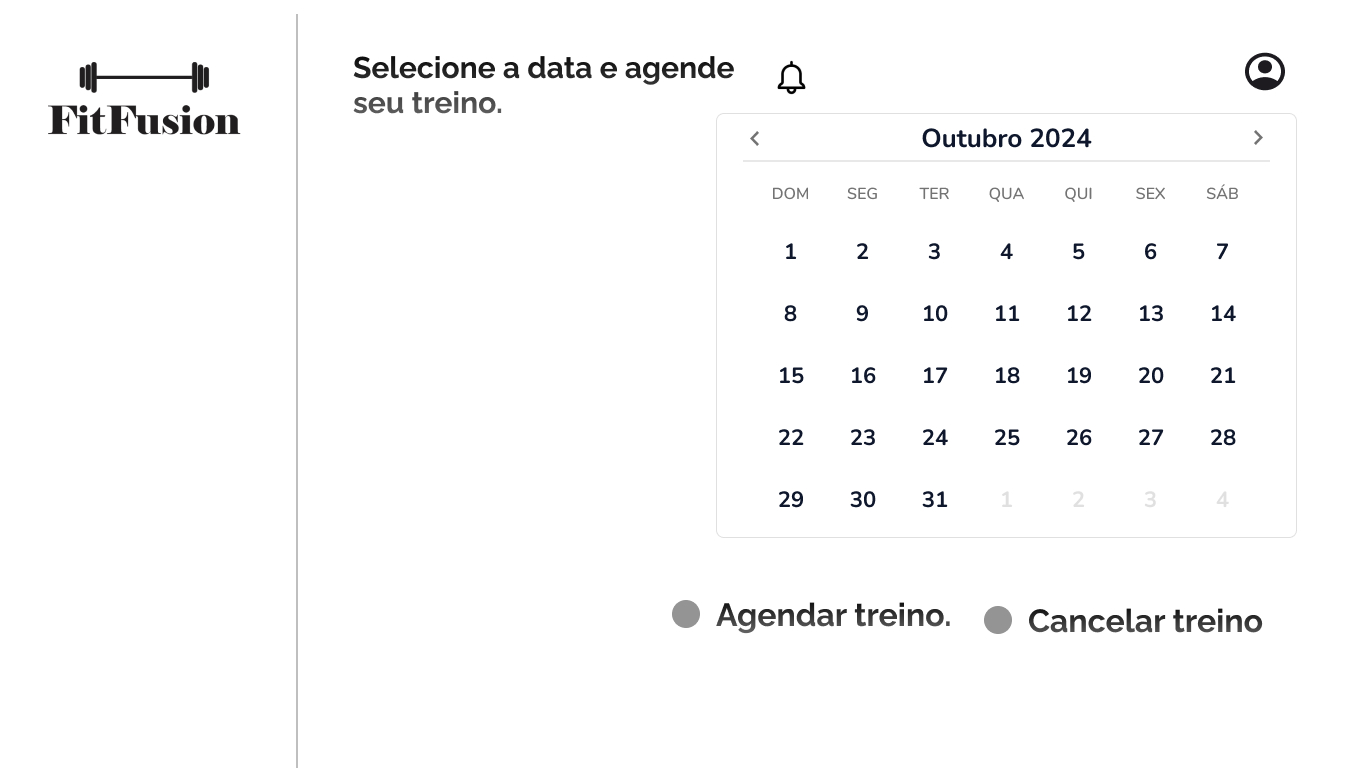 FitFusion
Selecione a data e agende
seu treino.
Outubro 2024
DOM SEG TER QUA QUI SEX SÁB
1 2 3 4 5 6 7
8 9 10 11 12 13 14
15 16 17 18 19 20 21
22 23 24 25 26 27 28
29 30 31 1 2 3 4
Agendar treino. Cancelar treino